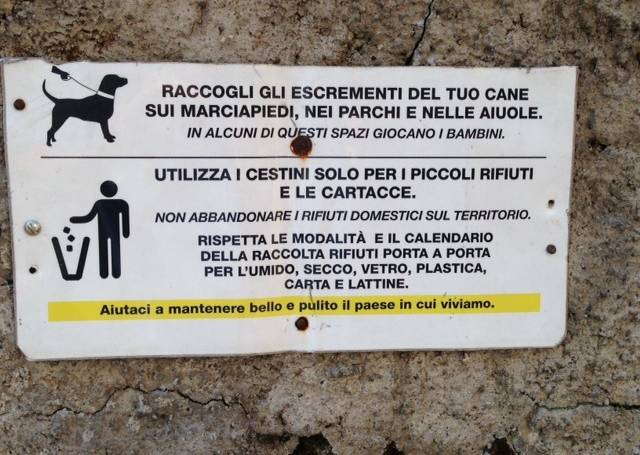 RACCOGLI GLI ESCREMENTI DEL TUO CANE
SUI MARCIAPIEDI, NEI PARCHI E NELLE AIUOLE.
IN ALCUNI DI QUESTI SPAZI GIOCANO I BAMBINI.
UTILIZZA I CESTINI SOLO PER I PICCOLI RIFIUTI
E LE CARTACCE.
NON ABBANDONARE I RIFIUTI DOMESTICI SUL TERRITORIO.
RISPETTA LE MODALITÀ E IL CALENDARIO
DELLA RACCOLTA RIFIUTI PORTA A PORTA
PER L'UMIDO, SECCO, VETRO, PLASTICA,
CARTA E LATTINE.
Aiutaci a mantenere bello e pulito il paese in cui viviamo.